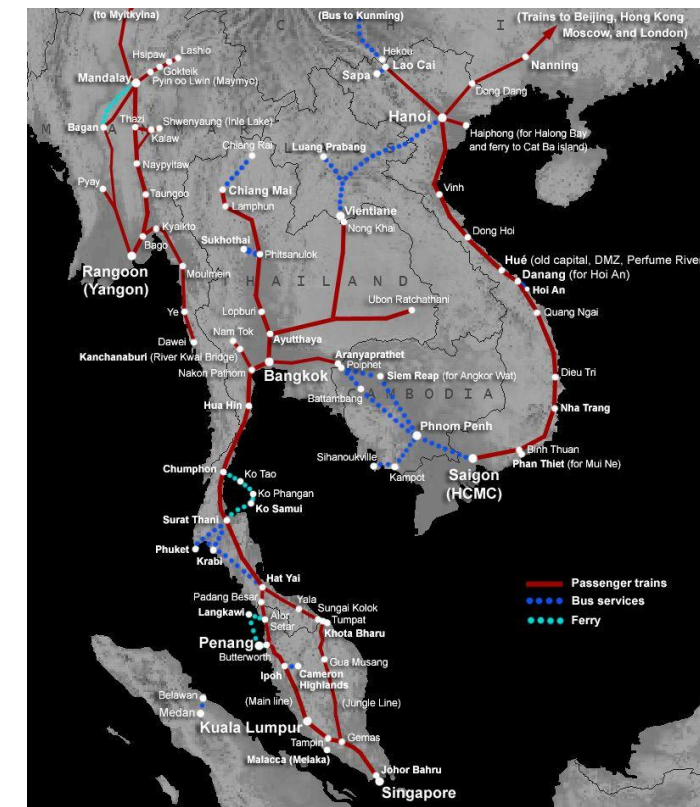 (to Myitkyina)
(Bus to Kunming)
C H I
(Trains to Beijing, Hong Kong
Moscow, and London)
Hsipaw
Lashio
Gokteik
Mandalay
Pyin oo Lwin (Maymyo)
Hekou
Lao Cai
Sapa
Nanning
Dong Dang
Hanoi
M
Bagan
Thazi
Shwenyaung (Inle Lake)
Kalaw
Haiphong (for Halong Bay
and ferry to Cat Ba island)
Chiang Rai
Luang Prabang
S
Naypyitaw
Pyay
Taungoo
Chiang Mai
Lamphun
Vinh
Vientiane
Nong Khai
Kyaikto
Bago
Sukhothai
Phitsanulok
Dong Hoi
Rangoon
(Yangon)
Moulmein
T H A I L A N D
Hué (old capital, DMZ, Perfume River
Danang (for Hoi An)
Hoi An
Ubon Ratchathani
Ye
Lopburi
Quang Ngai
Dawei
Nam Tok
Ayutthaya
Kanchanaburi (River Kwai Bridge)
Aranyaprathet
Poipet
Nakon Pathom
Bangkok
Siem Reap (for Angkor Wat)
Dieu Tri
Battambang
C A M B O D I A
Hua Hin
Nha Trang
Phnom Penh
Sihanoukville
Kampot
Saigon
(HCMC)
Binh Thuan
Phan Thiet (for Mui Ne)
Chumphon
Ko Tao
Ko Phangan
Ko Samui
Surat Thani
Phuket
Krabi
Hat Yai
Passenger trains
Padang Besar
Yala
Sungai Kolok
Bus services
Langkawi
Alor
Setar
Tumpat
Khota Bharu
Ferry
Penang
Butterworth
Gua Musang
Ipoh
Cameron
Highlands
Belawan
Medan
(Main line)
(Jungle Line)
Kuala Lumpur
Tampin
Gemas
Malacca (Melaka)
Johor Bahru
Singapore